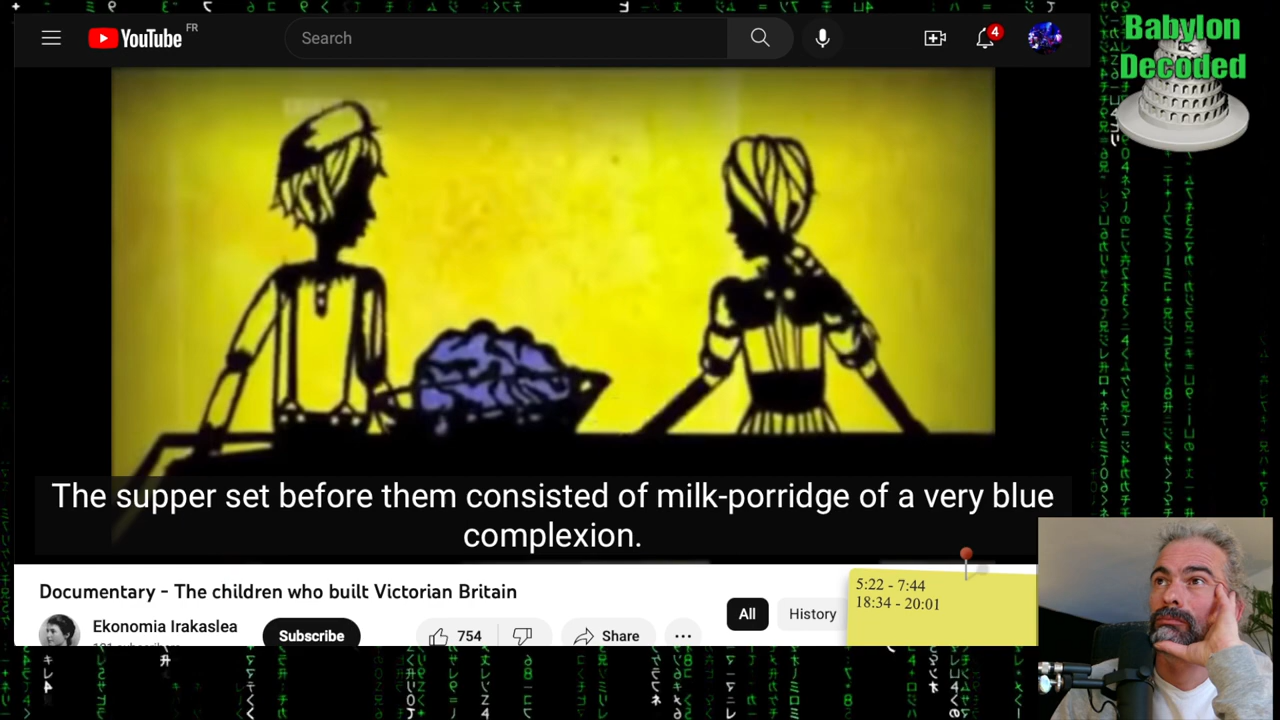 YouTube FR
Search
4
Babylon
Decoded
The supper set before them consisted of milk-porridge of a very blue
complexion.
Documentary - The children who built Victorian Britain
Ekonomia Irakaslea
Subscribe
754
Share
All
History
5:22 - 7:44
18:34 - 20:01